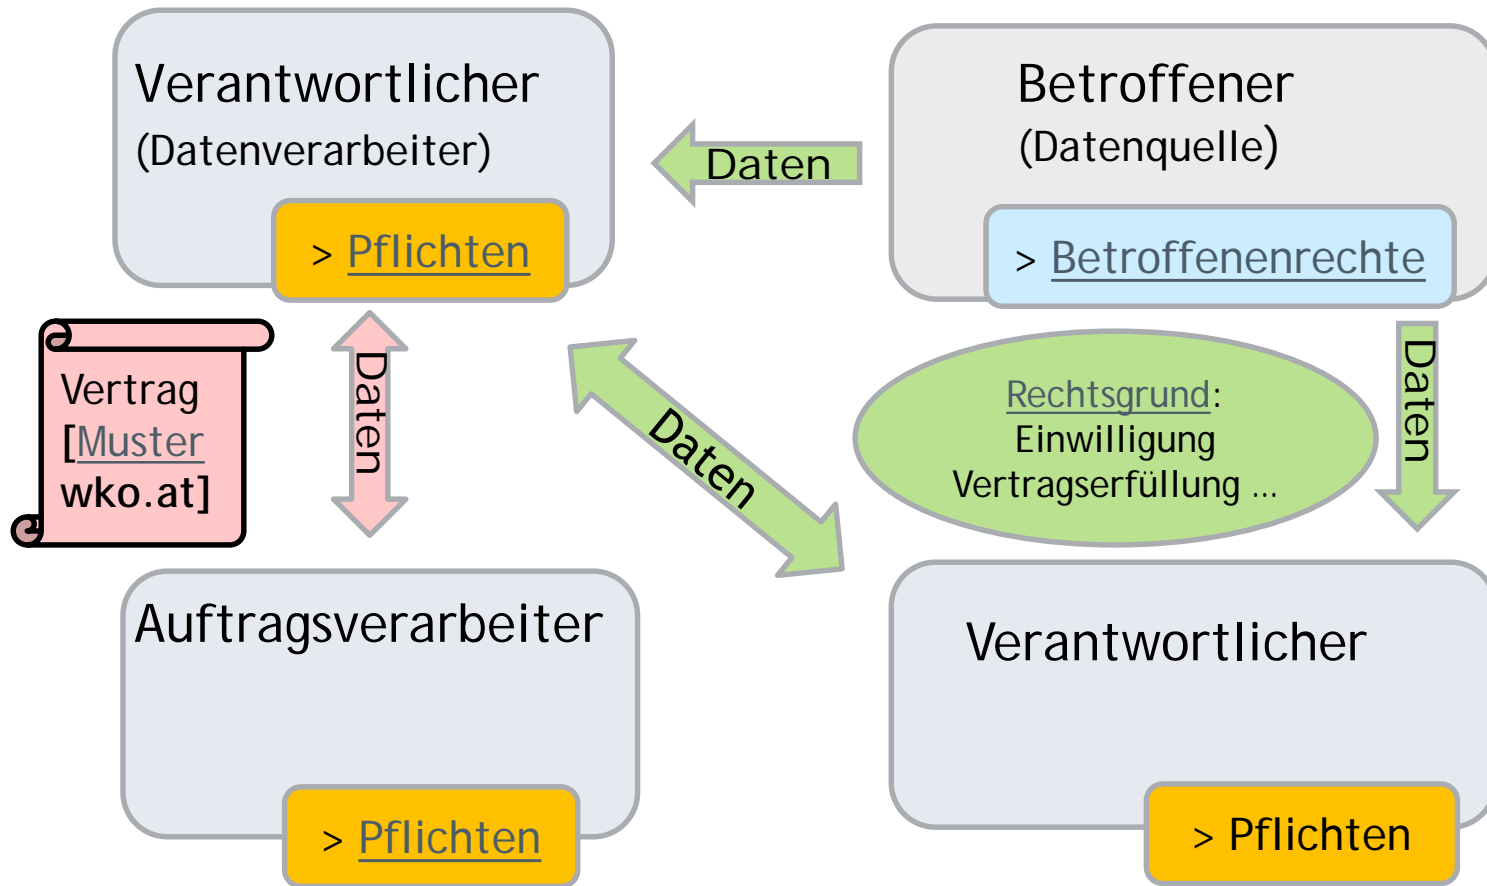 Verantwortlicher
(Datenverarbeiter)
> Pflichten
Daten
Betroffener
(Datenquelle)
> Betroffenenrechte
Vertrag
[Muster
wko.at]
Daten
Daten
Rechtsgrund:
Einwilligung
Vertragserfüllung ...
Daten
Auftragsverarbeiter
> Pflichten
Verantwortlicher
> Pflichten